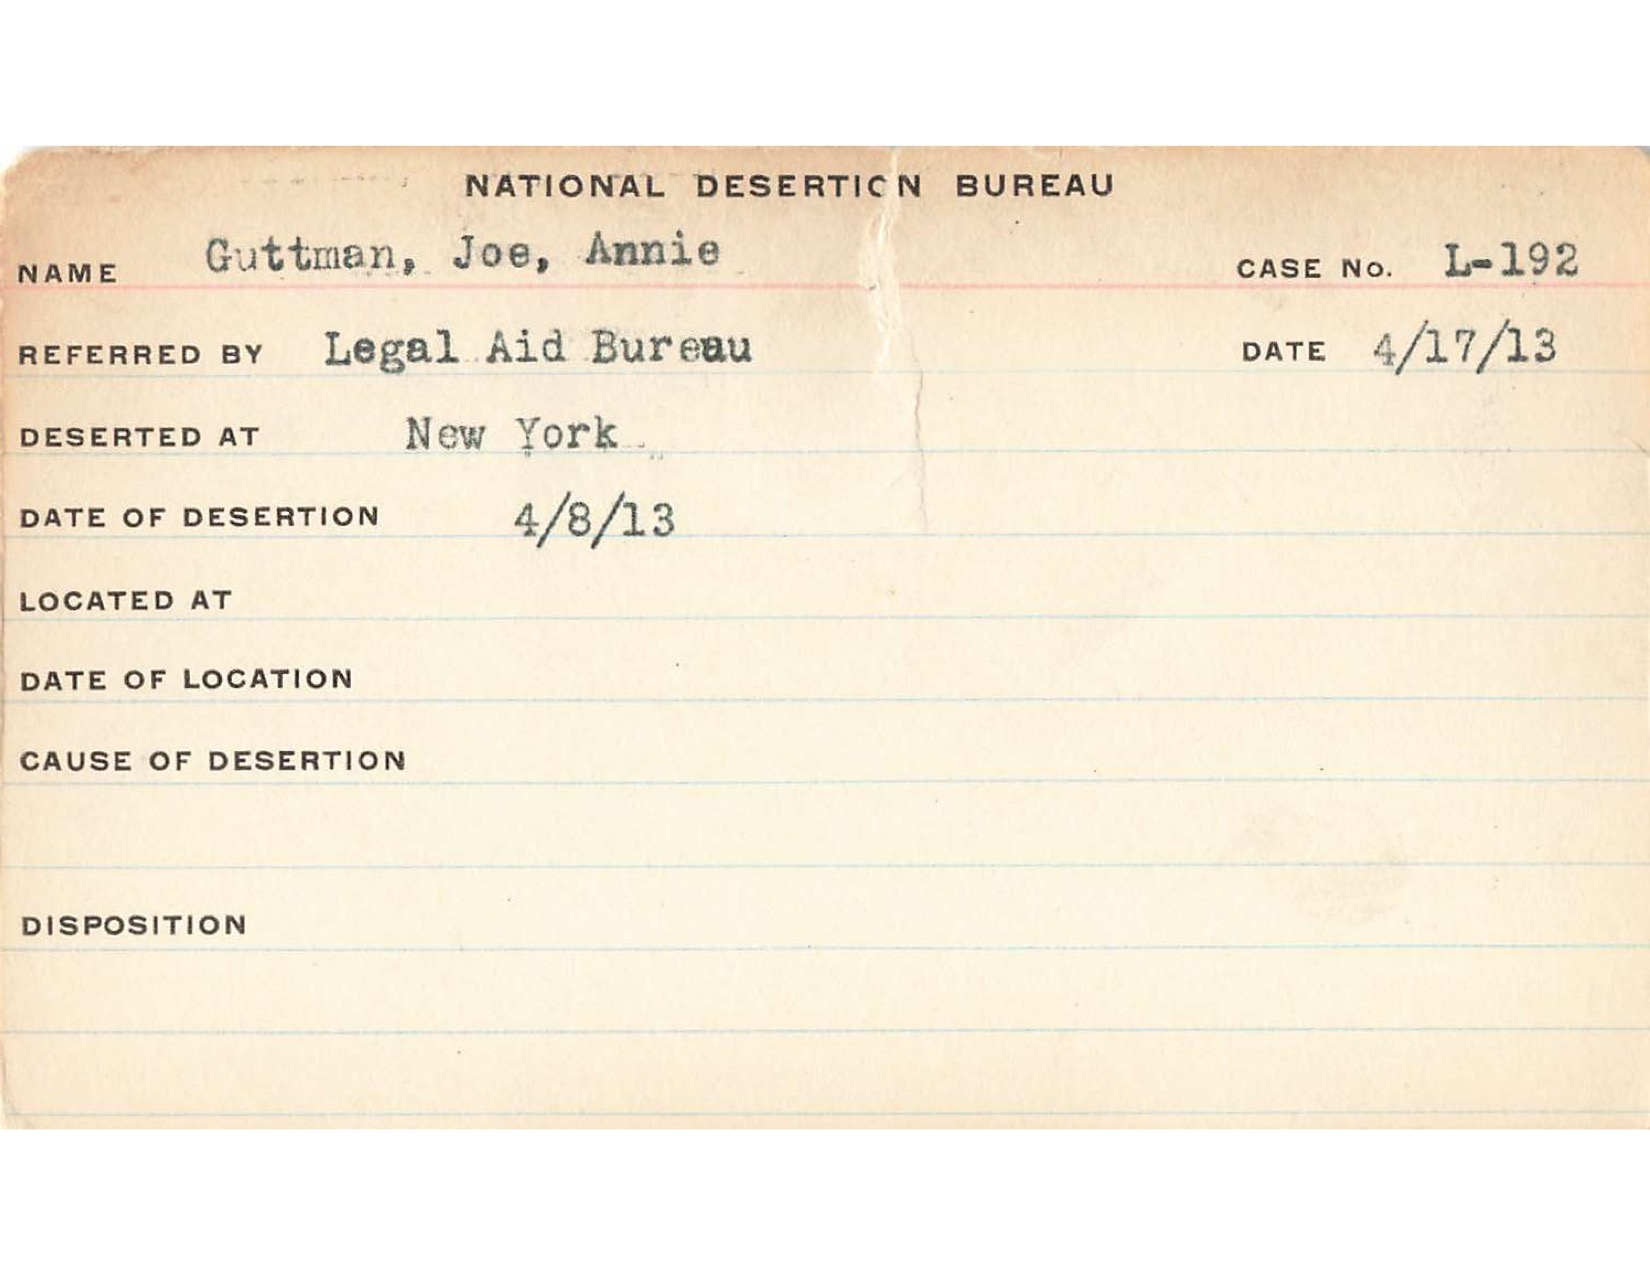 NATIONAL DESERTION BUREAU
NAME Guttman, Joe, Annie CASE No. L-192
REFERRED BY Legal Aid Bureau DATE 4/17/13
DESERTED AT New York
DATE OF DESERTION 4/8/13
LOCATED AT
DATE OF LOCATION
CAUSE OF DESERTION
DISPOSITION